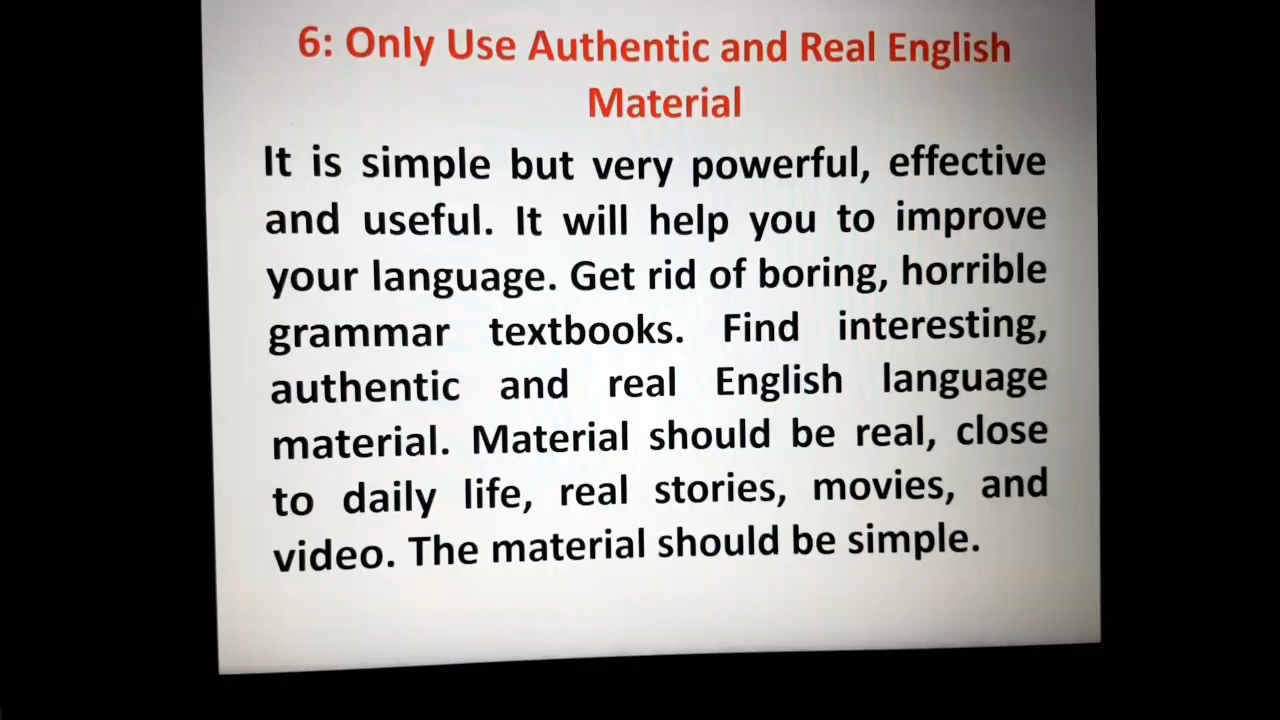 6: Only Use Authentic and Real English
Material
It is simple but very powerful, effective
and useful. It will help you to improve
your language. Get rid of boring, horrible
grammar textbooks. Find interesting,
authentic and real English language
material. Material should be real, close
to daily life, real stories, movies, and
video. The material should be simple.